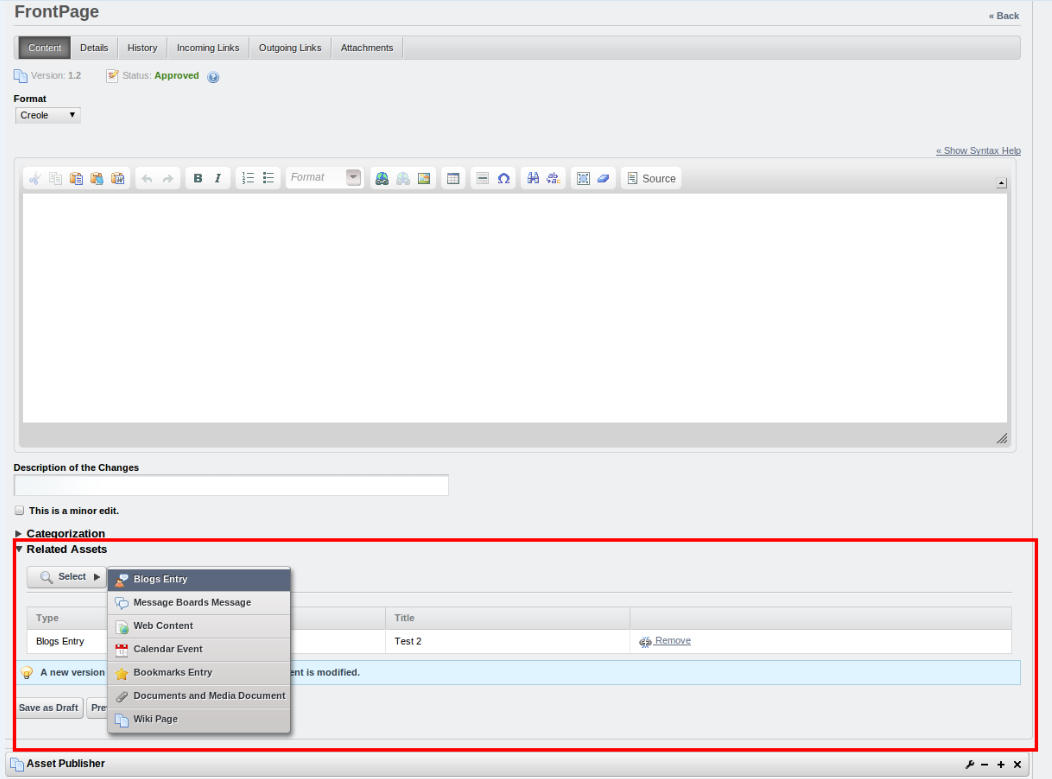 FrontPage
« Back
Content Details History Incoming Links Outgoing Links Attachments
Version: 1.2 Status: Approved
Format
Creole
« Show Syntax Help
Format Source
Description of the Changes
This is a minor edit.
Categorization
Related Assets
Select
Blogs Entry
Message Boards Message
Web Content
Calendar Event
Bookmarks Entry
Documents and Media Document
Wiki Page
Type Title
Blogs Entry Test 2 Remove
A new version ent is modified.
Save as Draft Pre
Asset Publisher